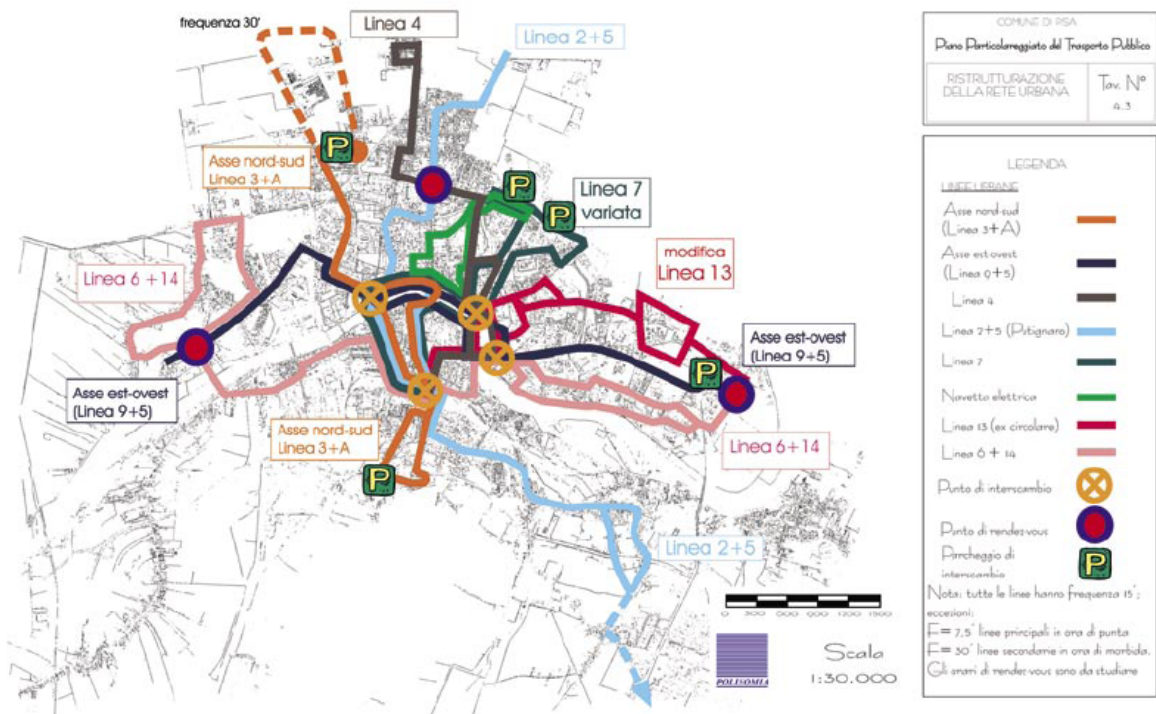 frequenza 30'
Linea 4
Linea 2+5
Asse nord-sud
Linea 3+A
Linea 7
variata
modifica
Linea 13
Linea 6+14
Asse est-ovest
(Linea 9+5)
Asse est-ovest
(Linea 9+5)
Asse nord-sud
Linea 3+A
Linea 6+14
Linea 2+5
P
P
P
P
P
0 300 600 900 1200 1500
POLINOMIA
Scala
1:30.000
COMUNE DI PISA
Piano Particolareggiato del Trasporto Pubblico
RISTRUTTURAZIONE
DELLA RETE URBANA
Tav. N°
4.3
LEGENDA
LINEE URBANE
Asse nord-sud
(Linea 3+A)
Asse est-ovest
(Linea 9+5)
Linea 4
Linea 2+5 (Putignano)
Linea 7
Navetta elettrica
Linea 13 (ex circolare)
Linea 6 + 14
Punto di interscambio
Punto di rendez-vous
Parcheggio di
interscambio
P
Nota: tutte le linee hanno frequenza 15';
eccezioni:
F= 7,5' linee principali in ora di punta
F= 30' linee secondarie in ora di morbida.
Gli orari di rendez-vous sono da studiare